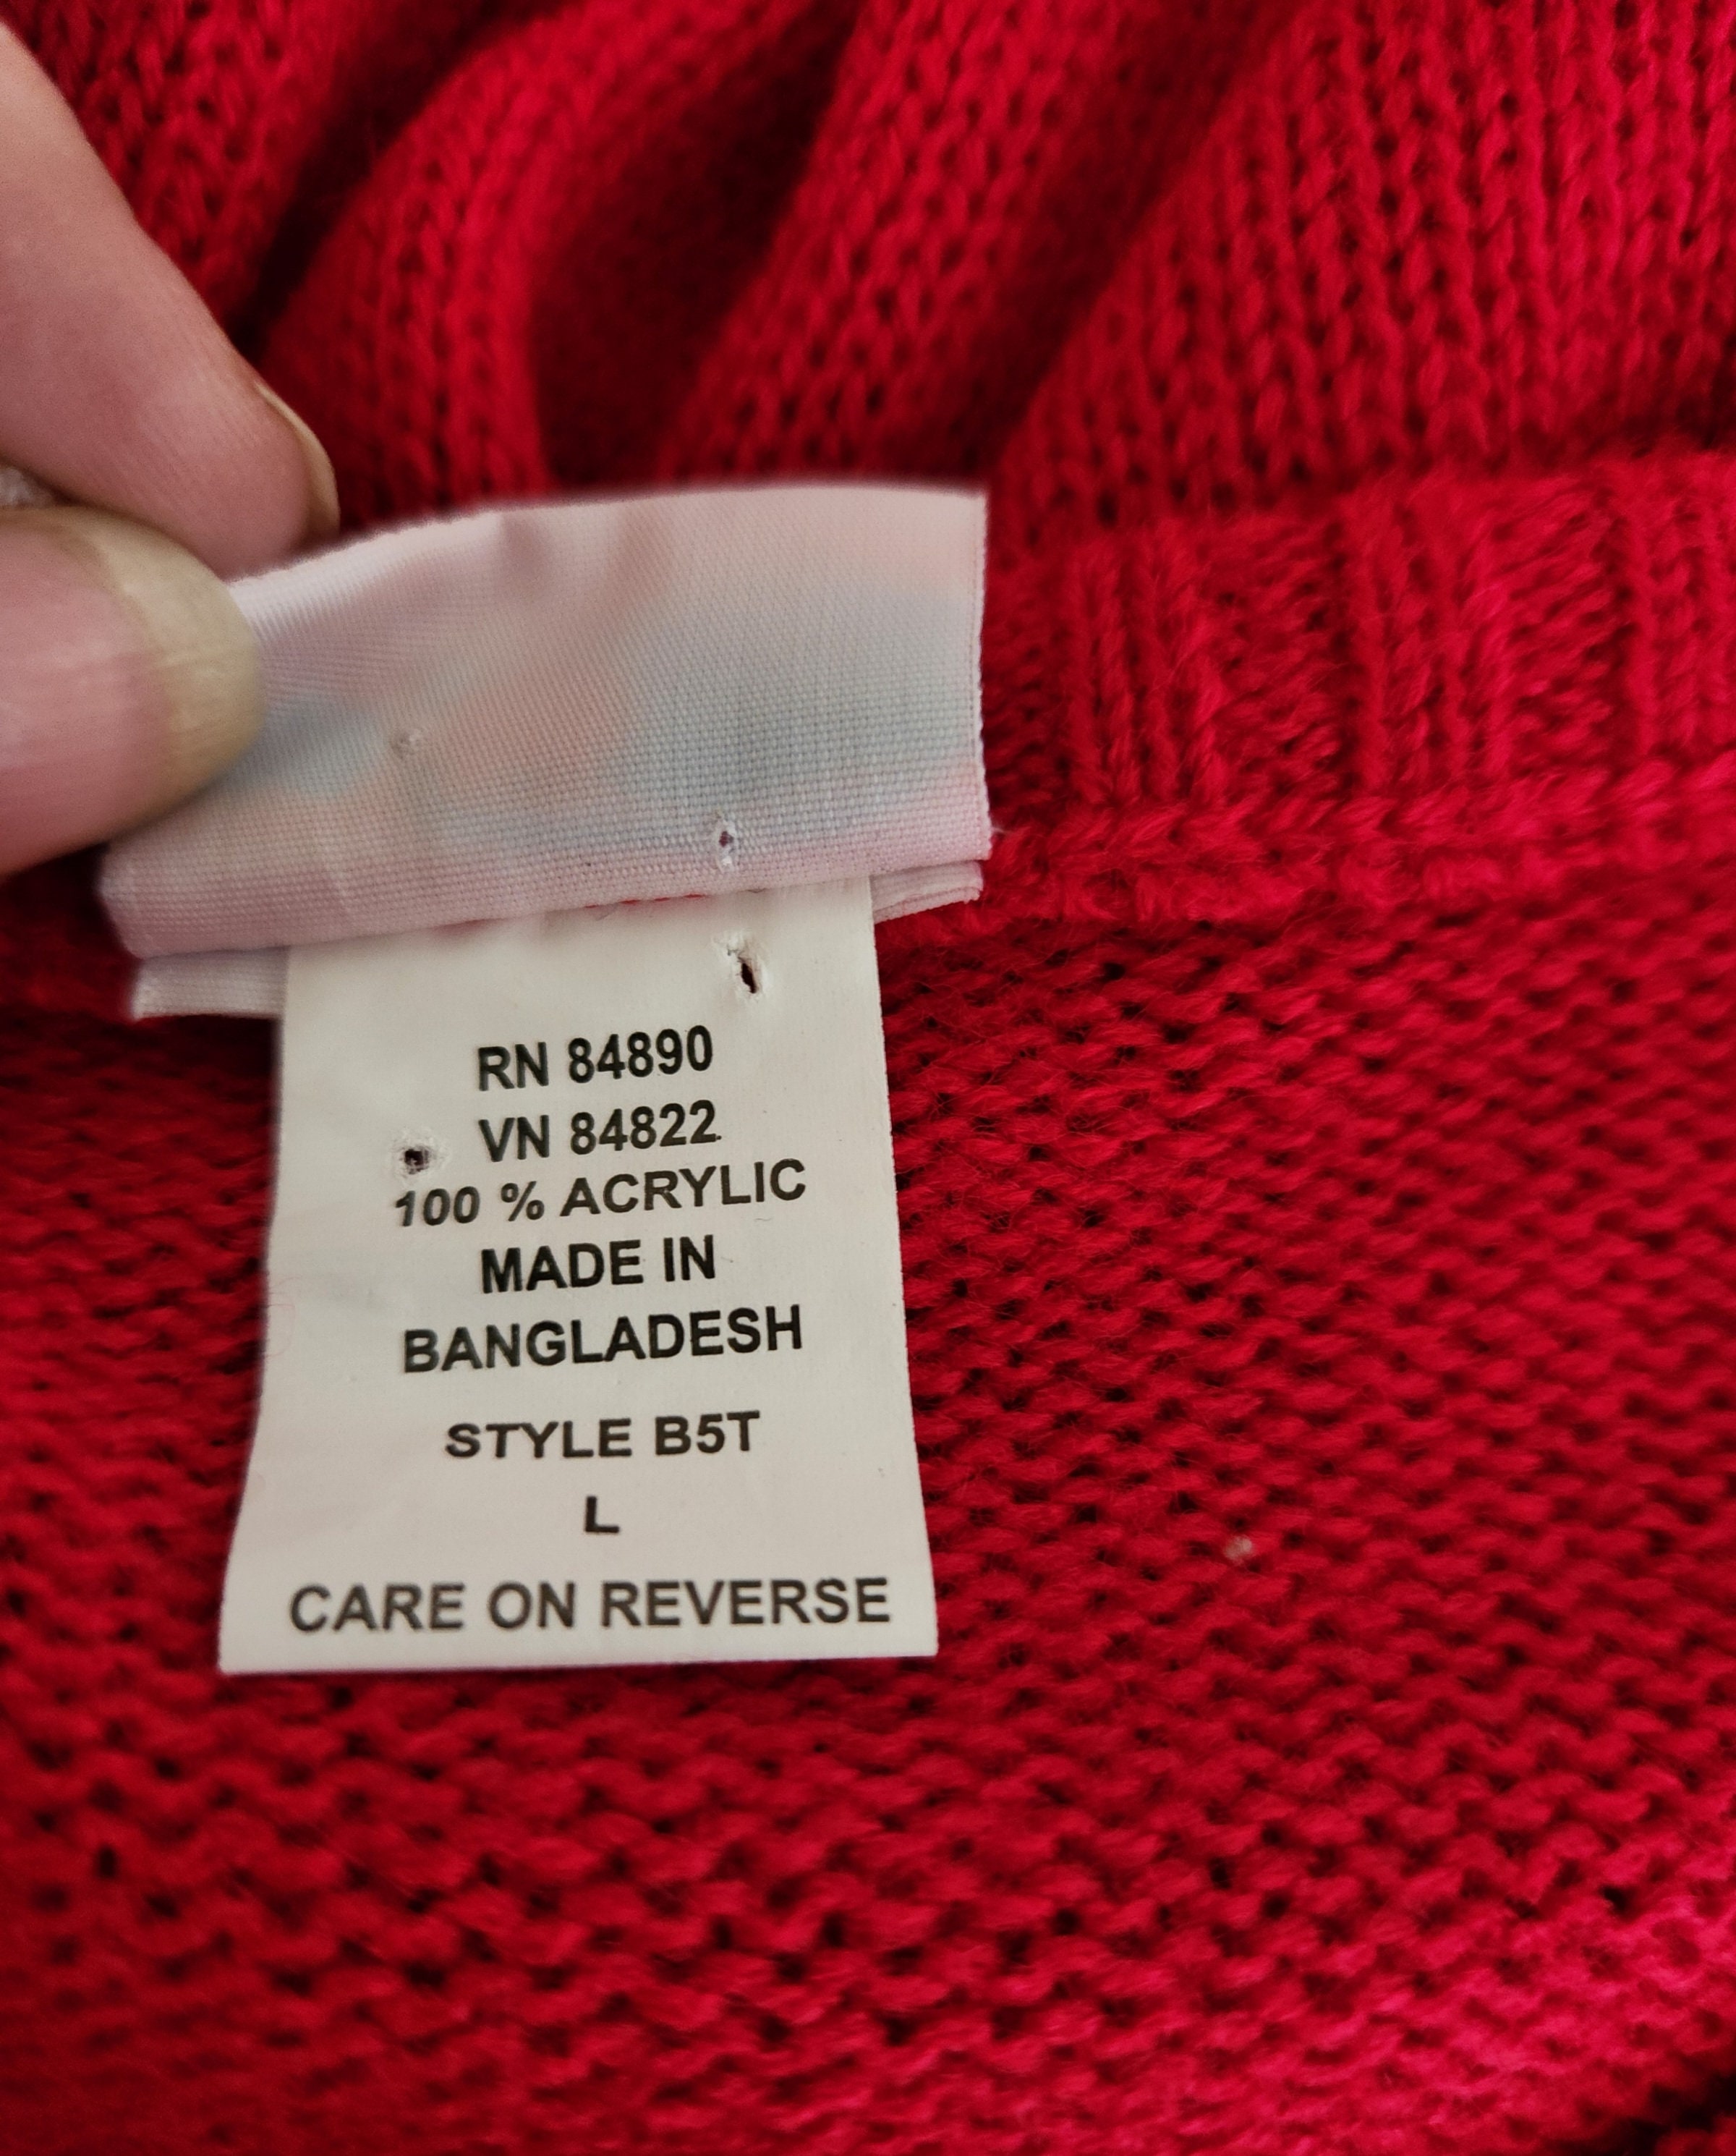 RN 84890
VN 84822
100 % ACRYLIC
MADE IN
BANGLADESH
STYLE B5T
L
CARE ON REVERSE